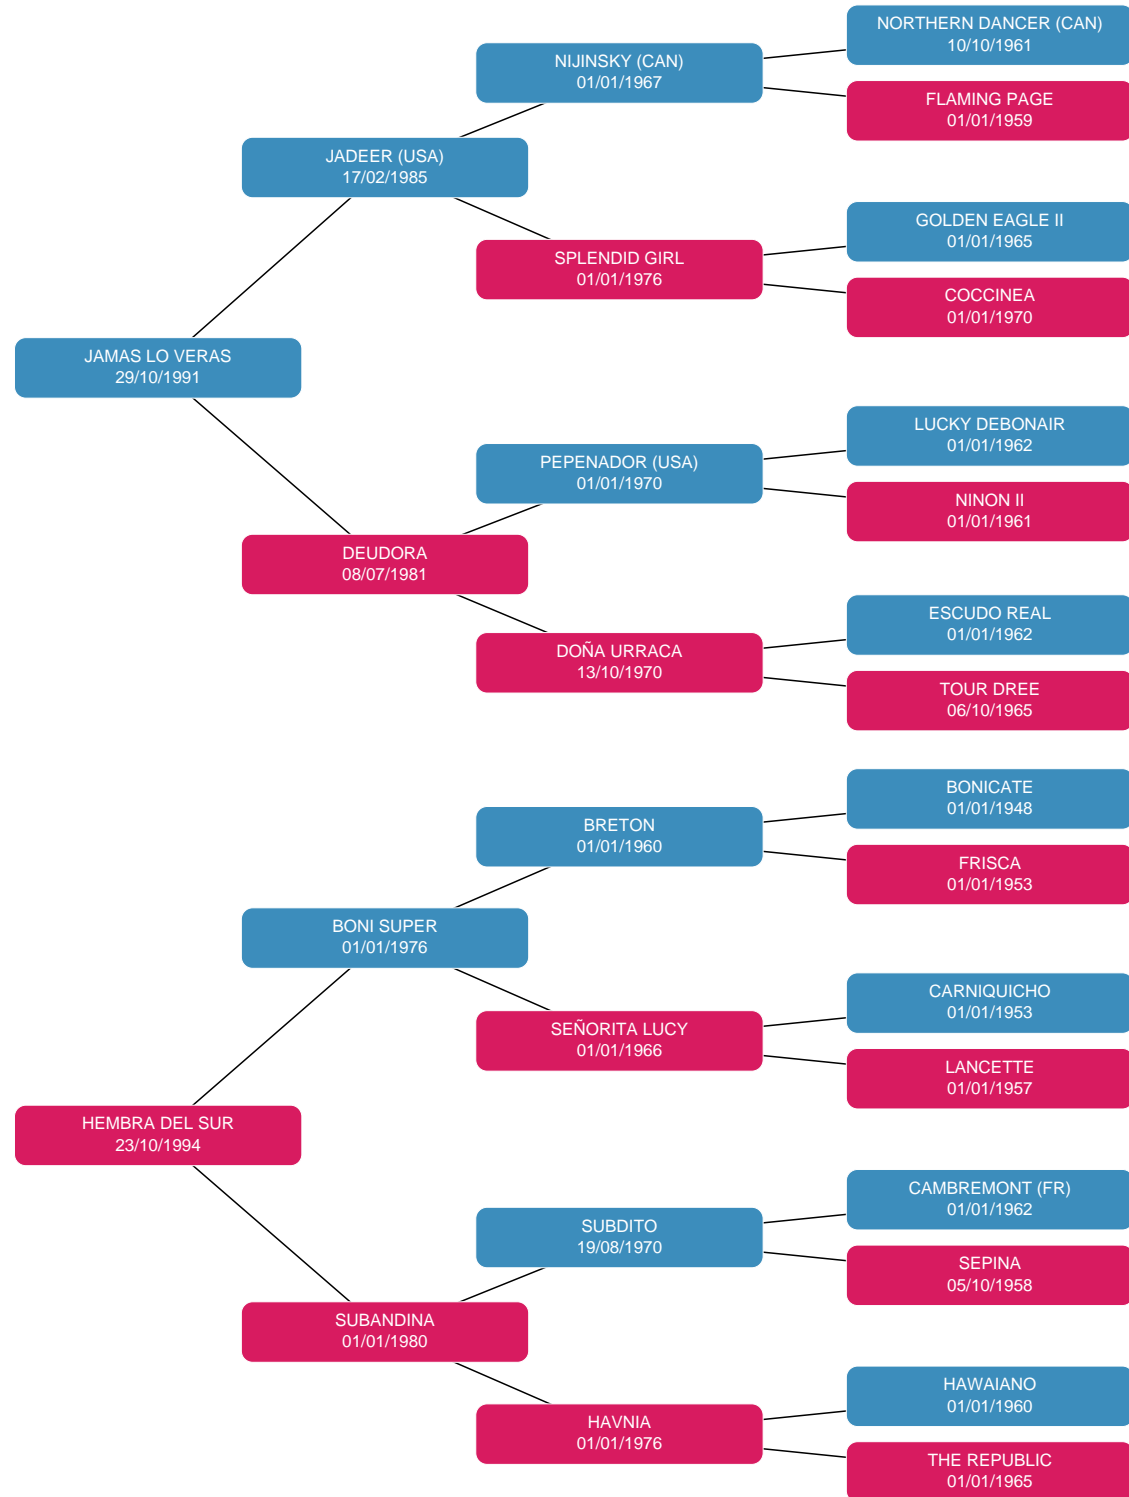 NORTHERN DANCER (CAN)
10/10/1961
NIJINSKY (CAN)
01/01/1967
FLAMING PAGE
01/01/1959
JADEER (USA)
17/02/1985
GOLDEN EAGLE II
01/01/1965
SPLENDID GIRL
01/01/1976
COCCINEA
01/01/1970
JAMAS LO VERAS
29/10/1991
LUCKY DEBONAIR
01/01/1962
PEPENADOR (USA)
01/01/1970
NINON II
01/01/1961
DEUDORA
08/07/1981
ESCUDO REAL
01/01/1962
DOÑA URRACA
13/10/1970
TOUR DREE
06/10/1965
BONICATE
01/01/1948
BRETON
01/01/1960
FRISCA
01/01/1953
BONI SUPER
01/01/1976
CARNIQUICHO
01/01/1953
SEÑORITA LUCY
01/01/1966
LANCETTE
01/01/1957
HEMBRA DEL SUR
23/10/1994
CAMBREMONT (FR)
01/01/1962
SUBDITO
19/08/1970
SEPINA
05/10/1958
SUBANDINA
01/01/1980
HAWAIANO
01/01/1960
HAVNIA
01/01/1976
THE REPUBLIC
01/01/1965